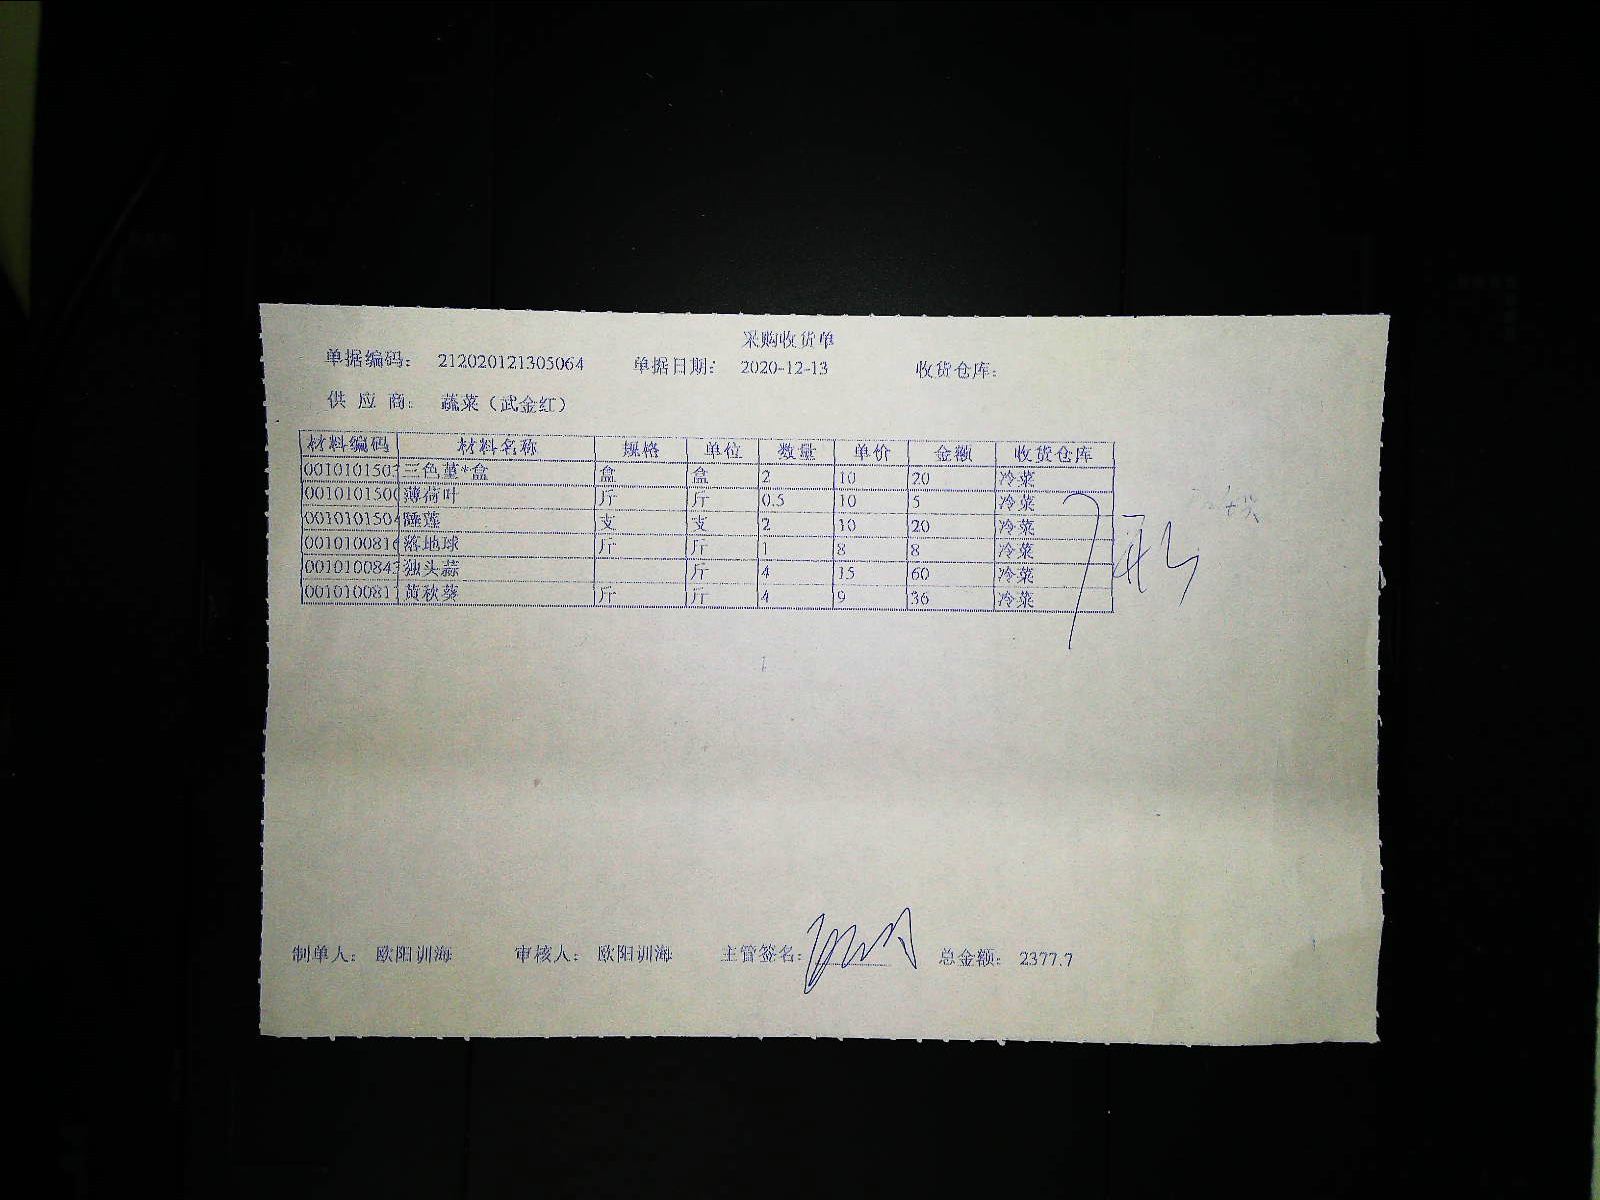 采购收货单
单据编码： 212020121305064 单据日期： 2020-12-13 收货仓库：
供 应 商： 蔬菜（武金红）
材料编码 材料名称 规格 单位 数量 单价 金额 收货仓库
0010101503 三色堇*盒 盒 盒 2 10 20 冷菜
0010101500 薄荷叶 斤 斤 0.5 10 5 冷菜
0010101504 睡莲 支 支 2 10 20 冷菜
0010100816 落地球 斤 斤 1 8 8 冷菜
0010100843 独头蒜 斤 4 15 60 冷菜
0010100811 黄秋葵 斤 斤 4 9 36 冷菜
制单人： 欧阳训海 审核人： 欧阳训海 主管签名： 总金额： 2377.7